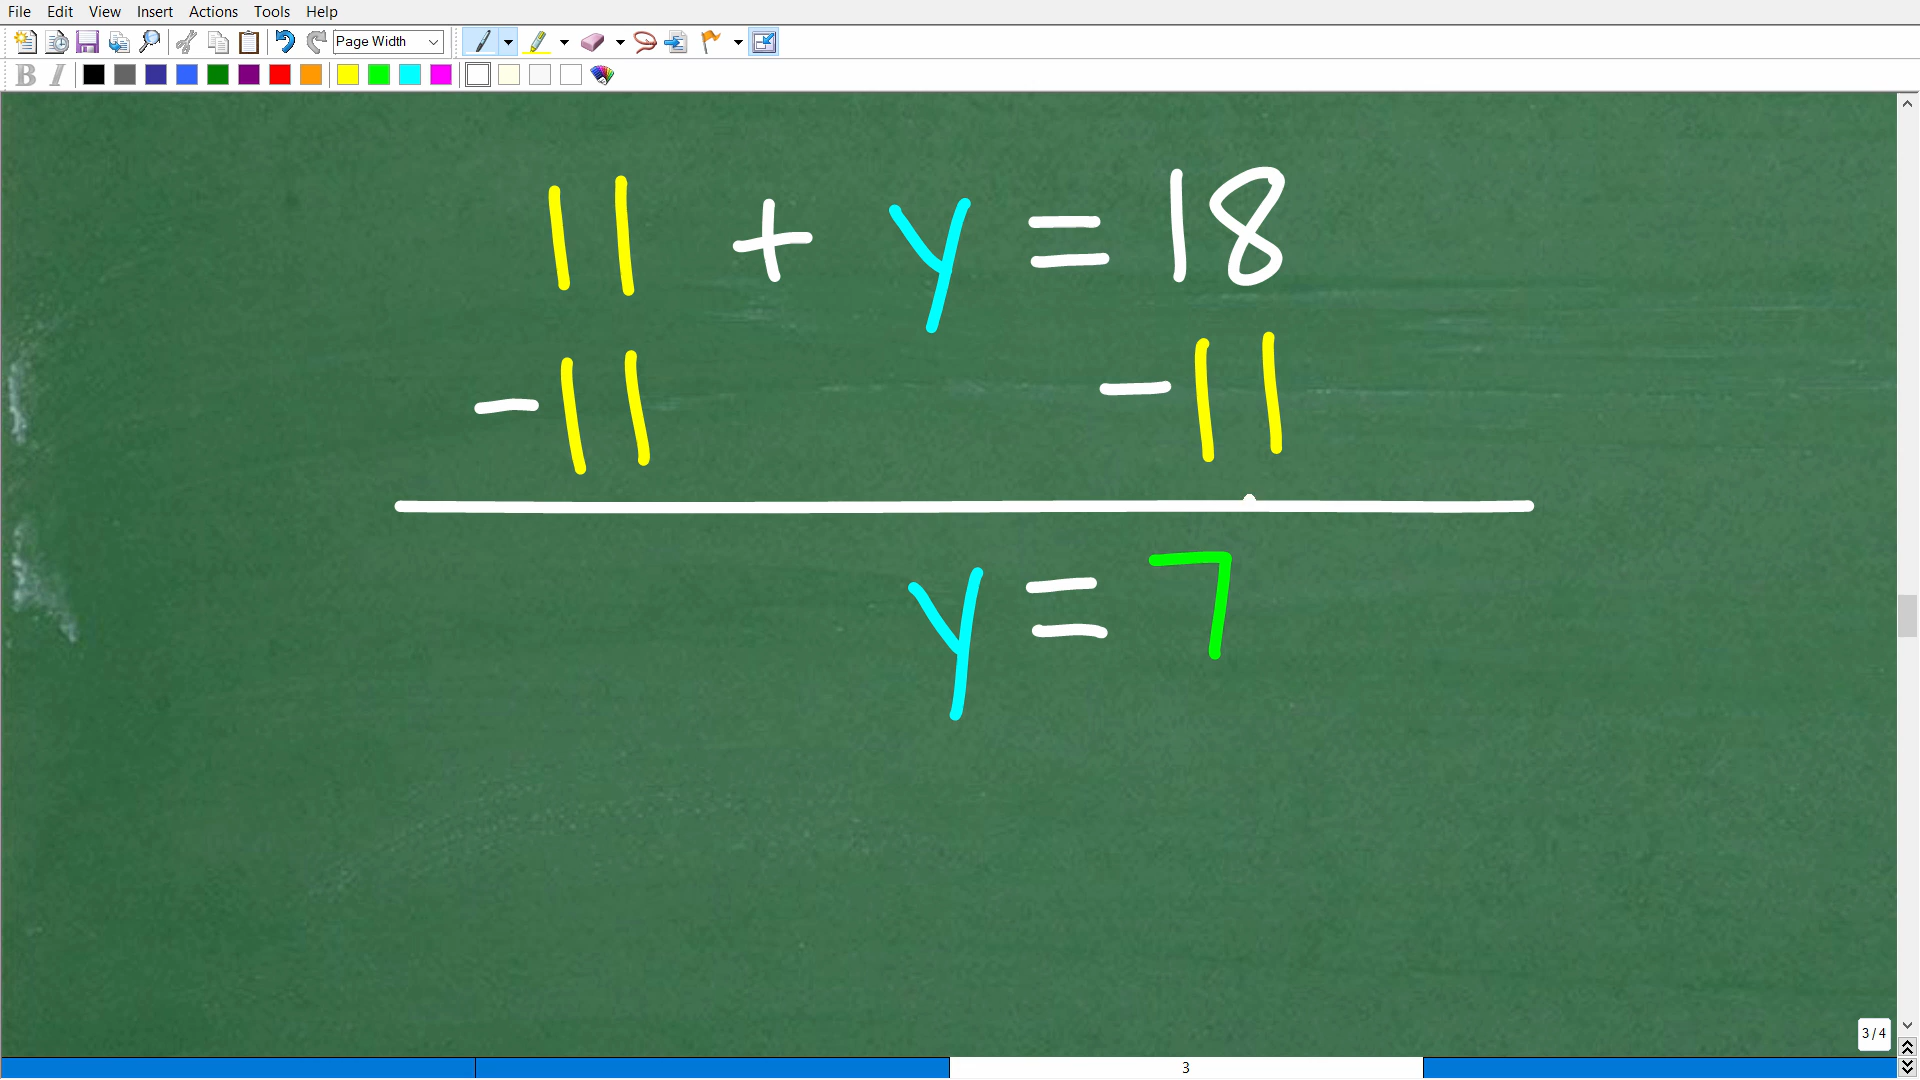 File Edit View Insert Actions Tools Help
Page Width
B I
11 + y = 18
-11 -11
y = 7
3 / 4
3